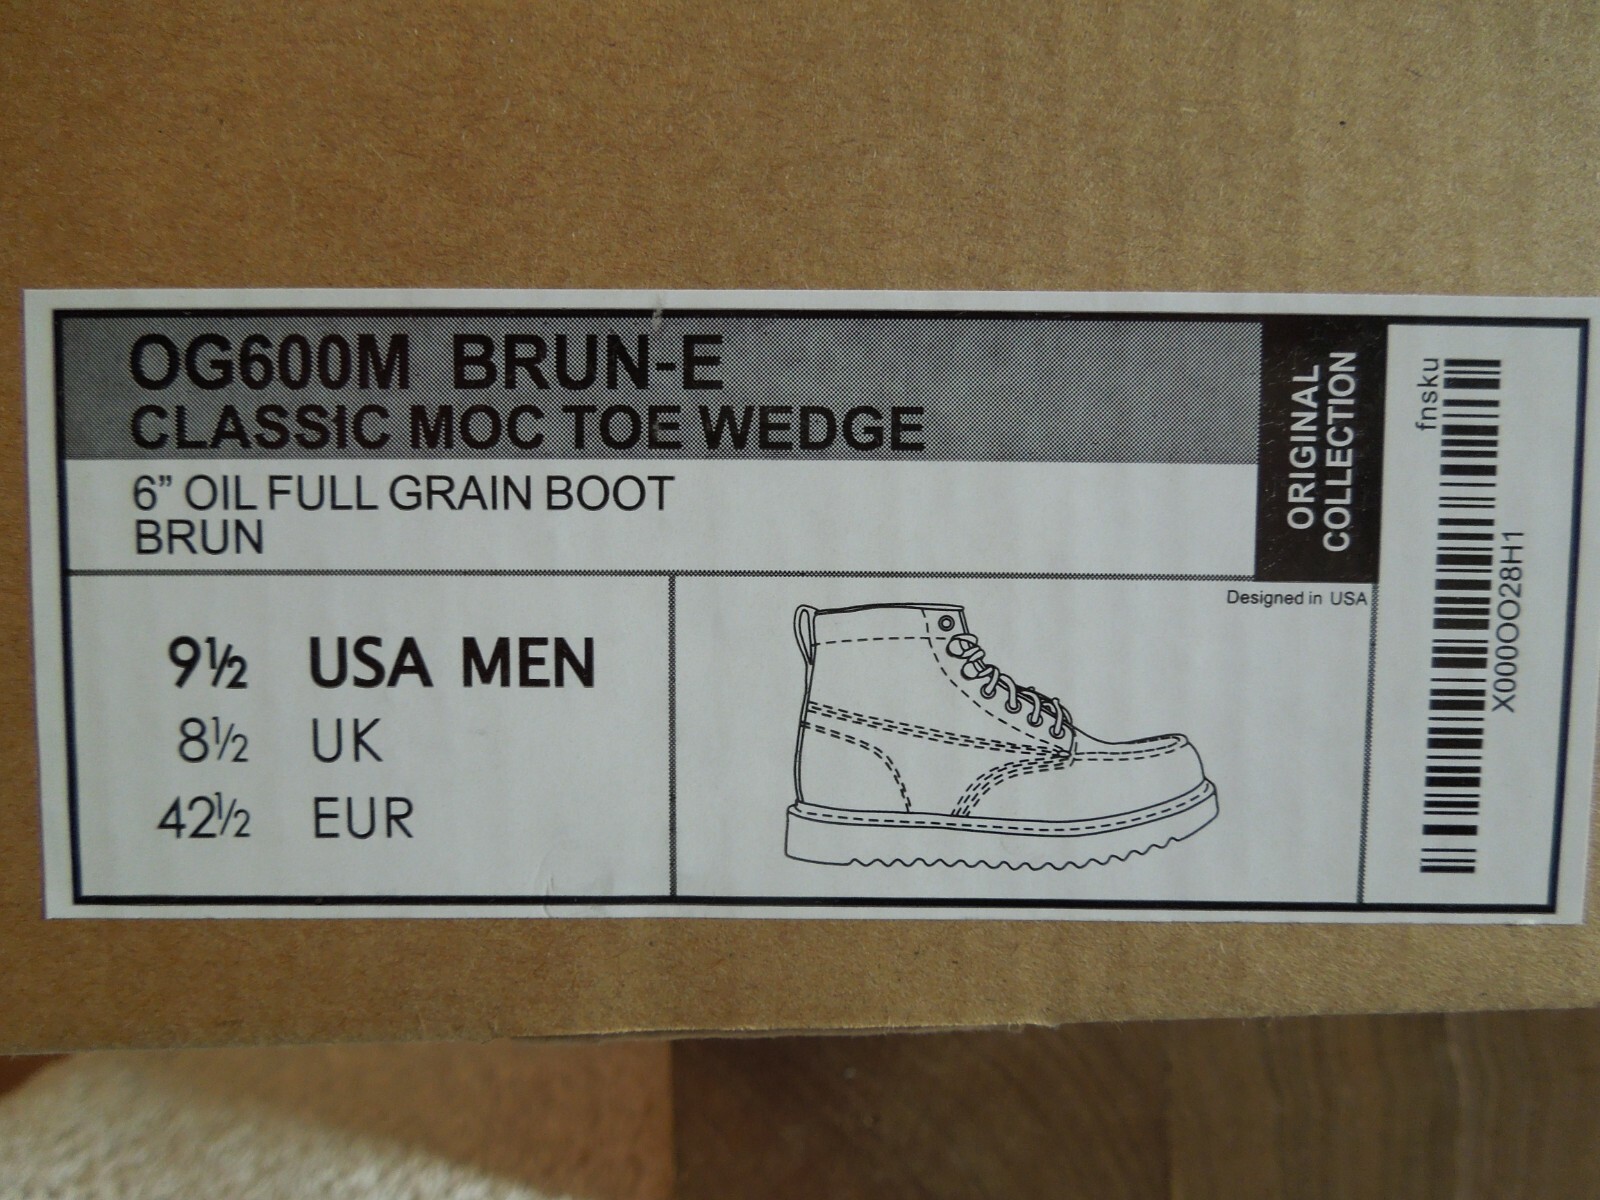 OG600M BRUN-E
CLASSIC MOC TOE WEDGE
6” OIL FULL GRAIN BOOT
BRUN
ORIGINAL
COLLECTION
Designed in USA
9½ USA MEN
8½ UK
42½ EUR
fnsku
X000O28H1